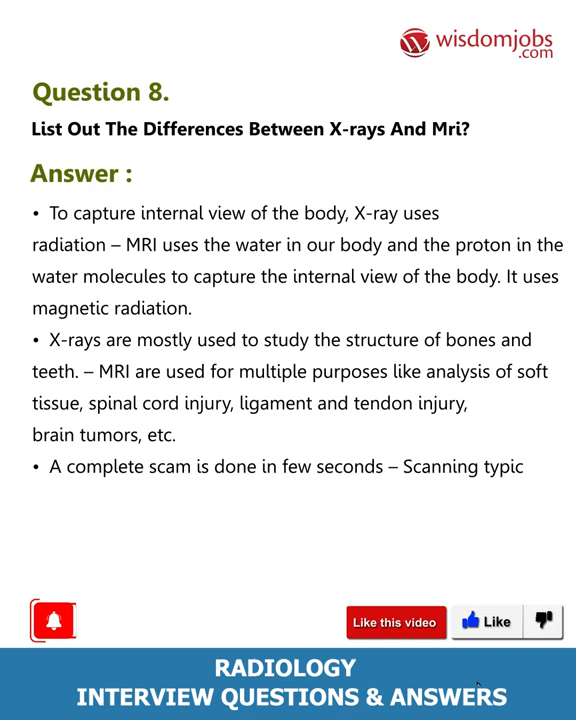 wisdomjobs
.com
Question 8.
List Out The Differences Between X-rays And Mri?
Answer :
• To capture internal view of the body, X-ray uses
radiation – MRI uses the water in our body and the proton in the
water molecules to capture the internal view of the body. It uses
magnetic radiation.
• X-rays are mostly used to study the structure of bones and
teeth. – MRI are used for multiple purposes like analysis of soft
tissue, spinal cord injury, ligament and tendon injury,
brain tumors, etc.
• A complete scam is done in few seconds – Scanning typic
Like this video
Like
RADIOLOGY
INTERVIEW QUESTIONS & ANSWERS